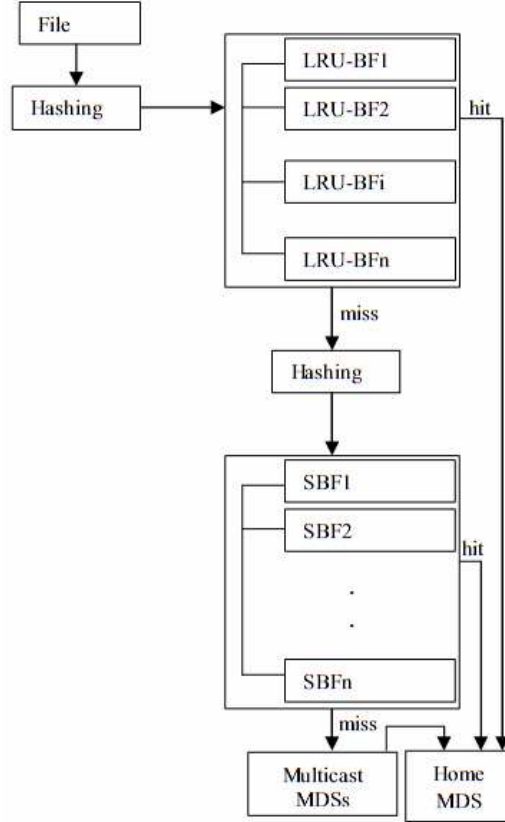 File
Hashing
LRU-BF1
LRU-BF2
hit
LRU-BFi
LRU-BFn
miss
Hashing
SBF1
SBF2
hit
.
.
SBFn
miss
Multicast
MDSs
Home
MDS